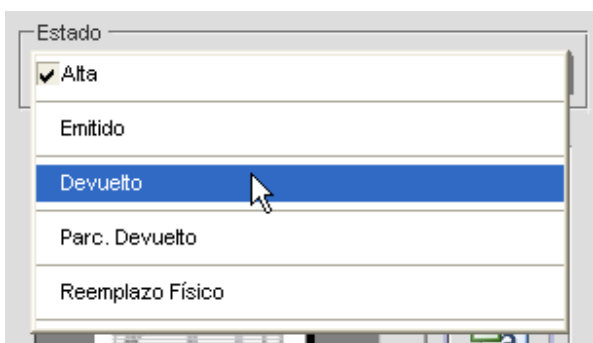 Estado
Alta
Emitido
Devuelto
Parc. Devuelto
Reemplazo Físico